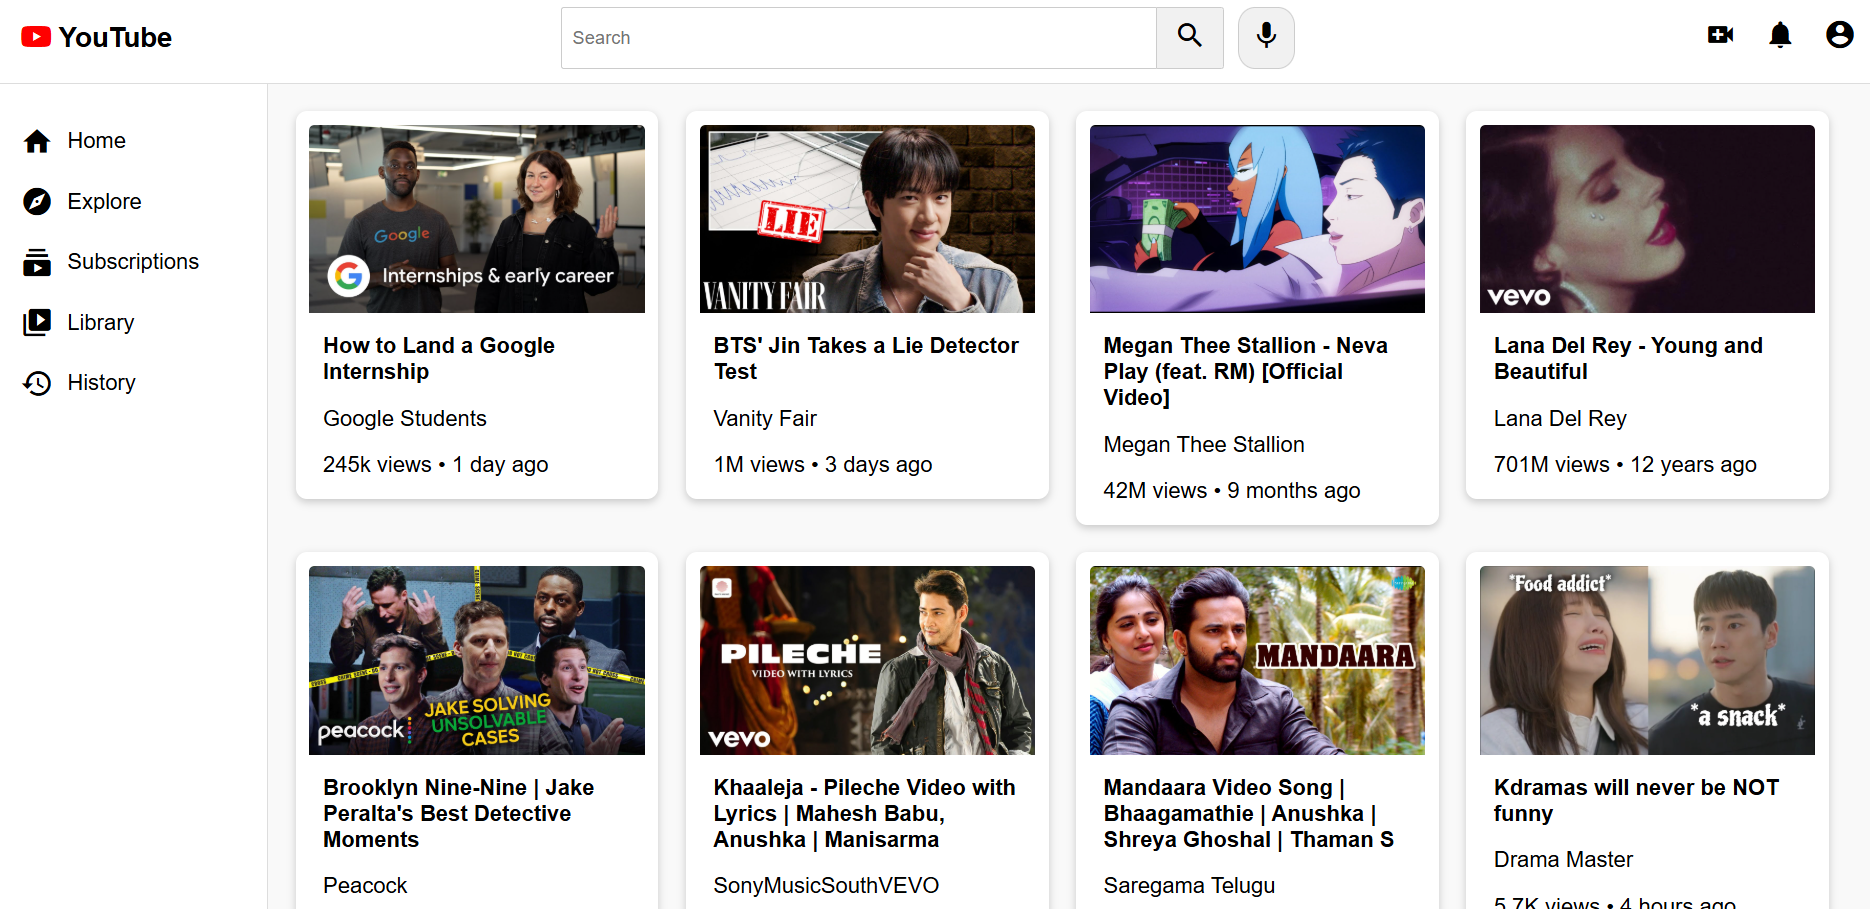 YouTube
Search
Home
Explore
Subscriptions
Library
History
Google
G Internships & early career
How to Land a Google
Internship
Google Students
245k views • 1 day ago
LIE
VANITY FAIR
BTS' Jin Takes a Lie Detector
Test
Vanity Fair
1M views • 3 days ago
Megan Thee Stallion - Neva
Play (feat. RM) [Official
Video]
Megan Thee Stallion
42M views • 9 months ago
vevo
Lana Del Rey - Young and
Beautiful
Lana Del Rey
701M views • 12 years ago
peacock
JAKE SOLVING
UNSOLVABLE
CASES
Brooklyn Nine-Nine | Jake
Peralta's Best Detective
Moments
Peacock
PILECHE
VIDEO WITH LYRICS
vevo
Khaaleja - Pileche Video with
Lyrics | Mahesh Babu,
Anushka | Manisarma
SonyMusicSouthVEVO
MANDAARA
Mandaara Video Song |
Bhaagamathie | Anushka |
Shreya Ghoshal | Thaman S
Saregama Telugu
*Food addict*
*a snack*
Kdramas will never be NOT
funny
Drama Master
5.7K views • 4 hours ago